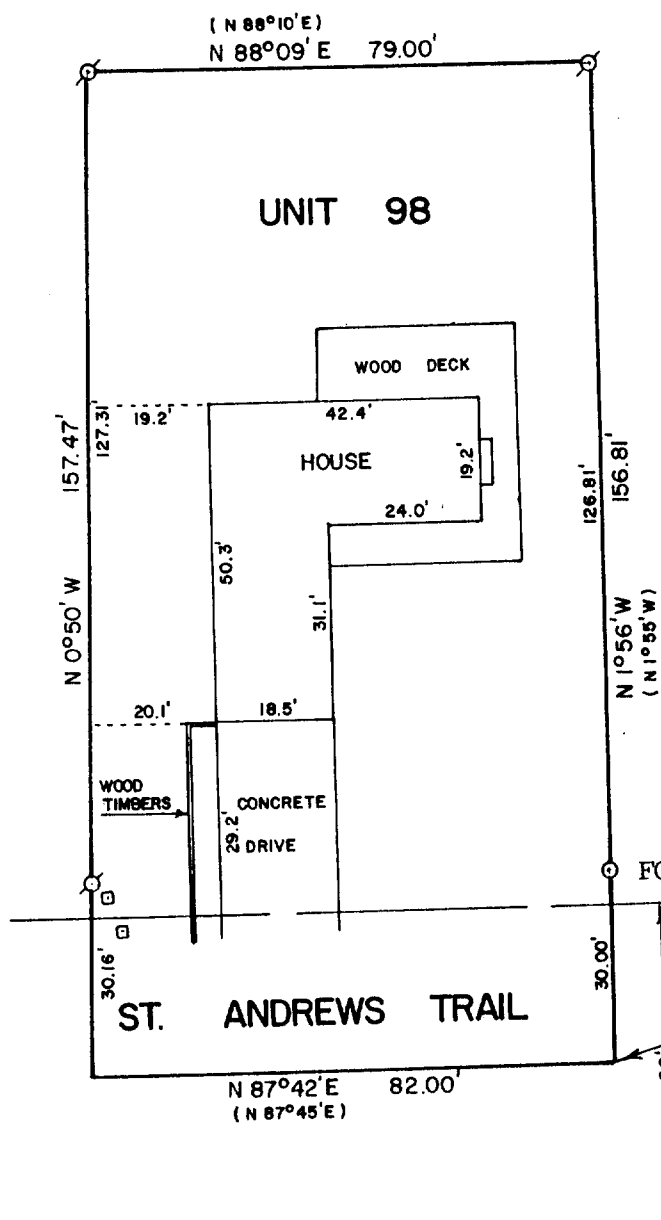 ( N 88°10' E )
N 88°09' E 79.00'
UNIT 98
WOOD DECK
19.2'
42.4'
127.31
157.47'
HOUSE
19.2'
24.0'
126.81'
156.81'
50.3'
31.1'
N 0°50' W
N 1°56' W
( N 1°55' W )
20.1'
18.5'
WOOD
TIMBERS
CONCRETE
DRIVE
29.2'
30.16'
30.00'
ST. ANDREWS TRAIL
N 87°42' E 82.00'
( N 87°45' E )